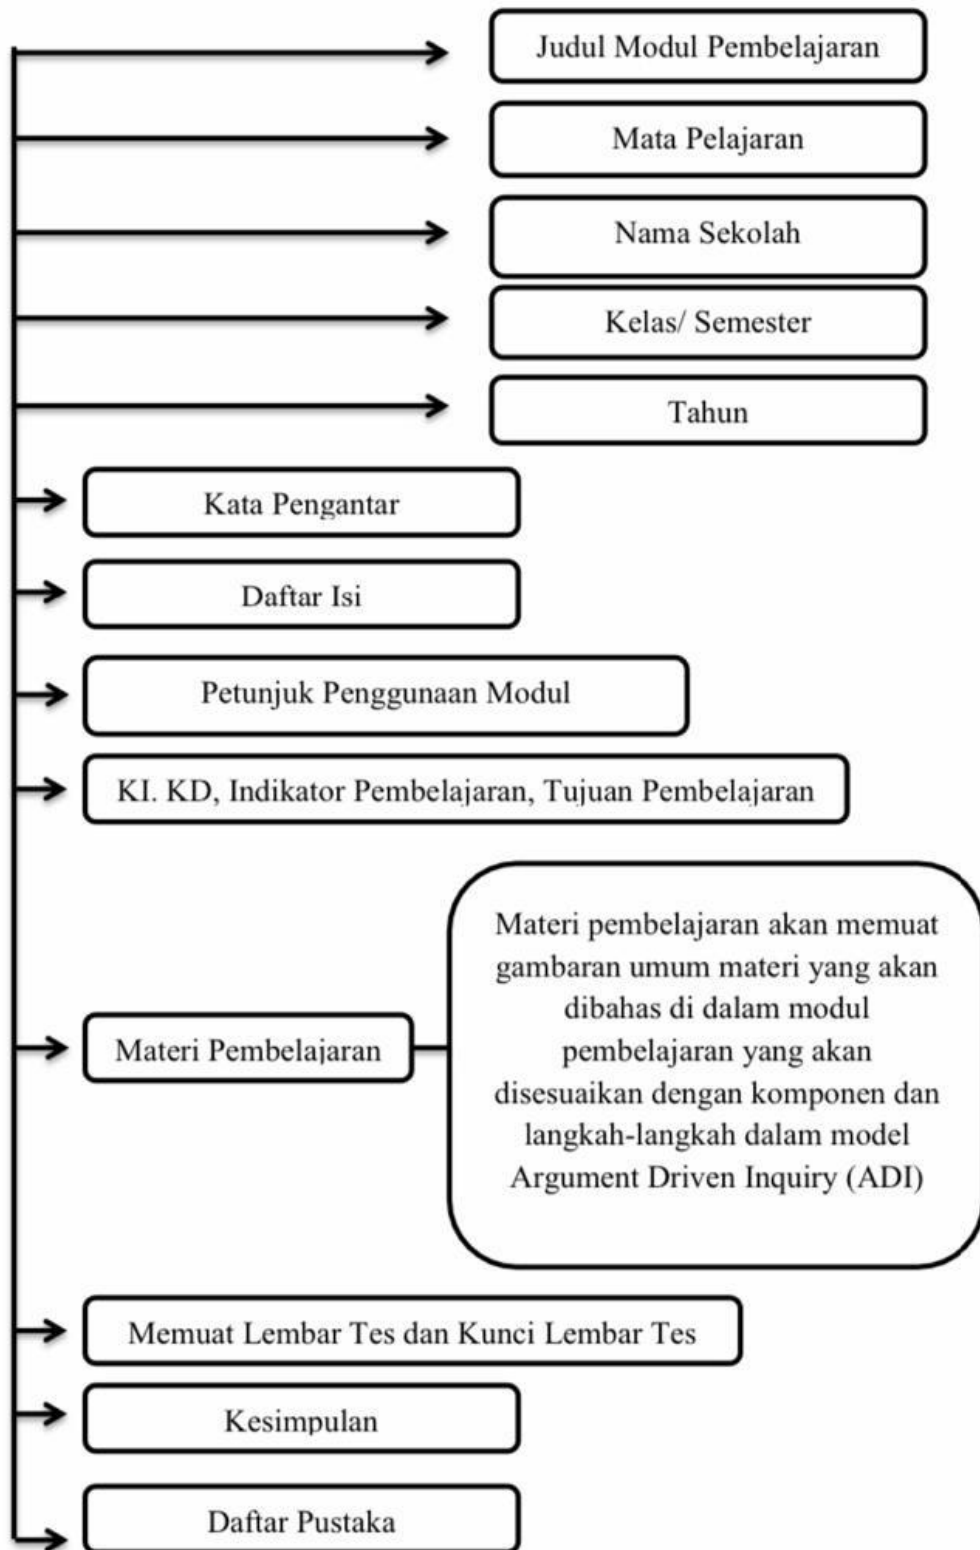 Judul Modul Pembelajaran
Mata Pelajaran
Nama Sekolah
Kelas/ Semester
Tahun
Kata Pengantar
Daftar Isi
Petunjuk Penggunaan Modul
KI. KD, Indikator Pembelajaran, Tujuan Pembelajaran
Materi Pembelajaran
Materi pembelajaran akan memuat
gambaran umum materi yang akan
dibahas di dalam modul
pembelajaran yang akan
disesuaikan dengan komponen dan
langkah-langkah dalam model
Argument Driven Inquiry (ADI)
Memuat Lembar Tes dan Kunci Lembar Tes
Kesimpulan
Daftar Pustaka